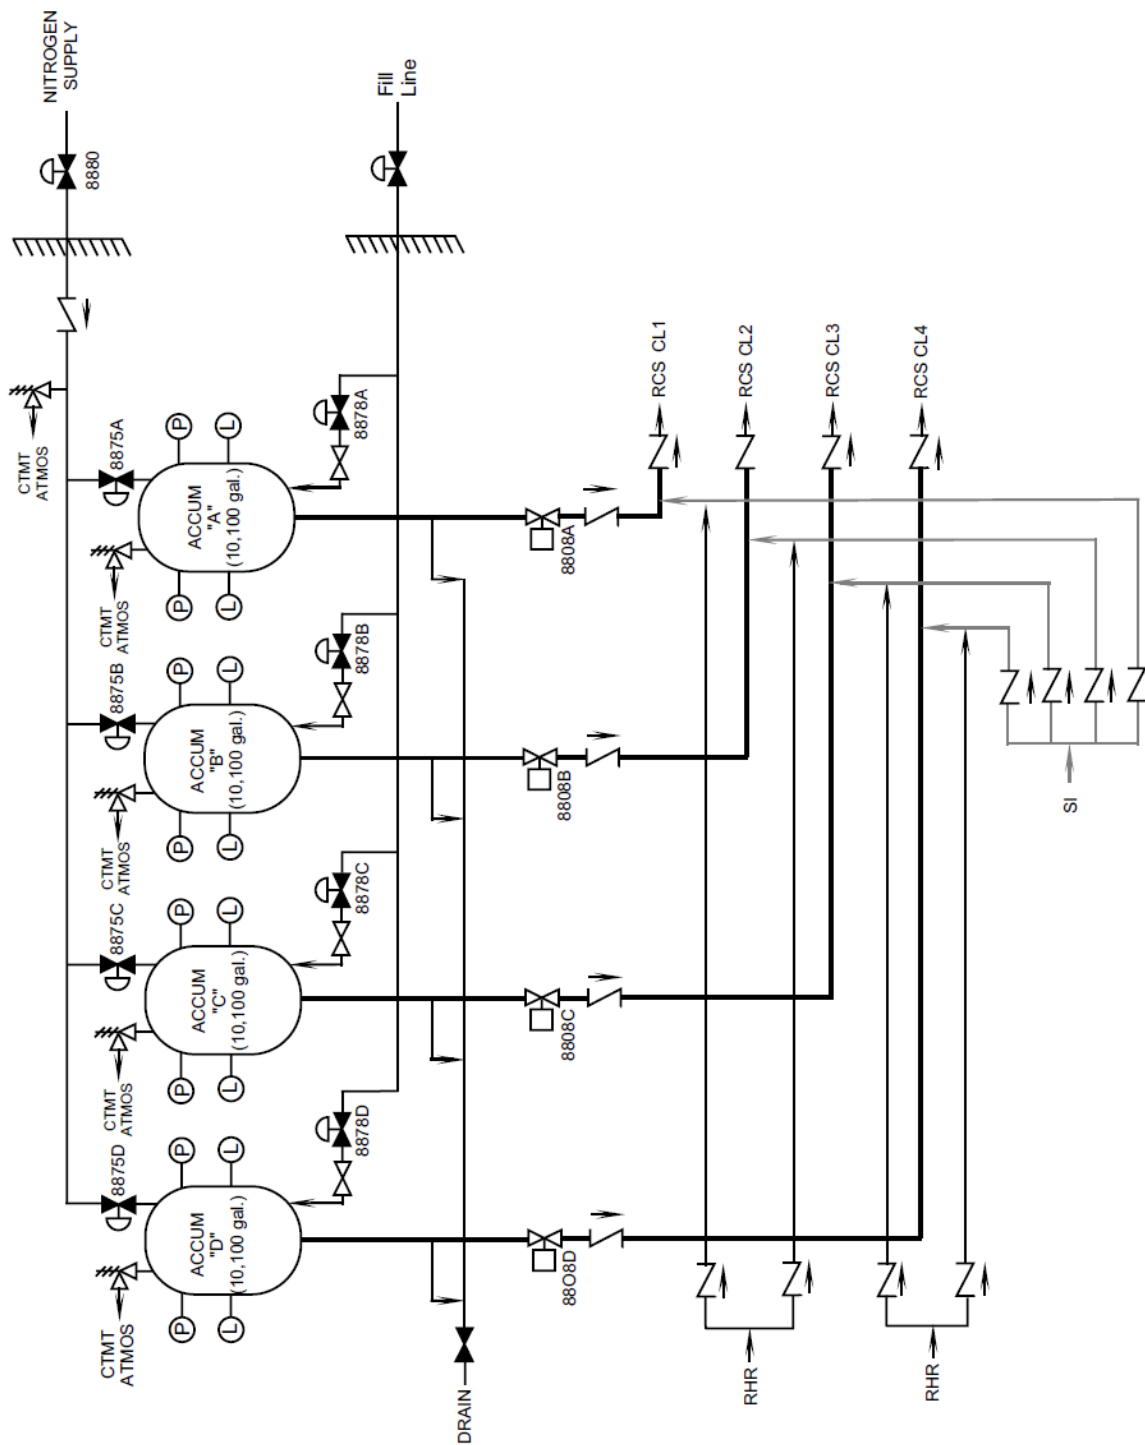 NITROGEN
SUPPLY
8880
Fill
Line
CTMT
ATMOS
8875A
P
L
ACCUM
"A"
(10,100 gal.)
P
L
8878A
CTMT
ATMOS
8875B
P
L
ACCUM
"B"
(10,100 gal.)
P
L
8878B
CTMT
ATMOS
8875C
P
L
ACCUM
"C"
(10,100 gal.)
P
L
8878C
CTMT
ATMOS
8875D
P
L
ACCUM
"D"
(10,100 gal.)
P
L
8878D
CTMT
ATMOS
8808A
8808B
8808C
88O8D
DRAIN
RCS CL1
RCS CL2
RCS CL3
RCS CL4
SI
RHR
RHR